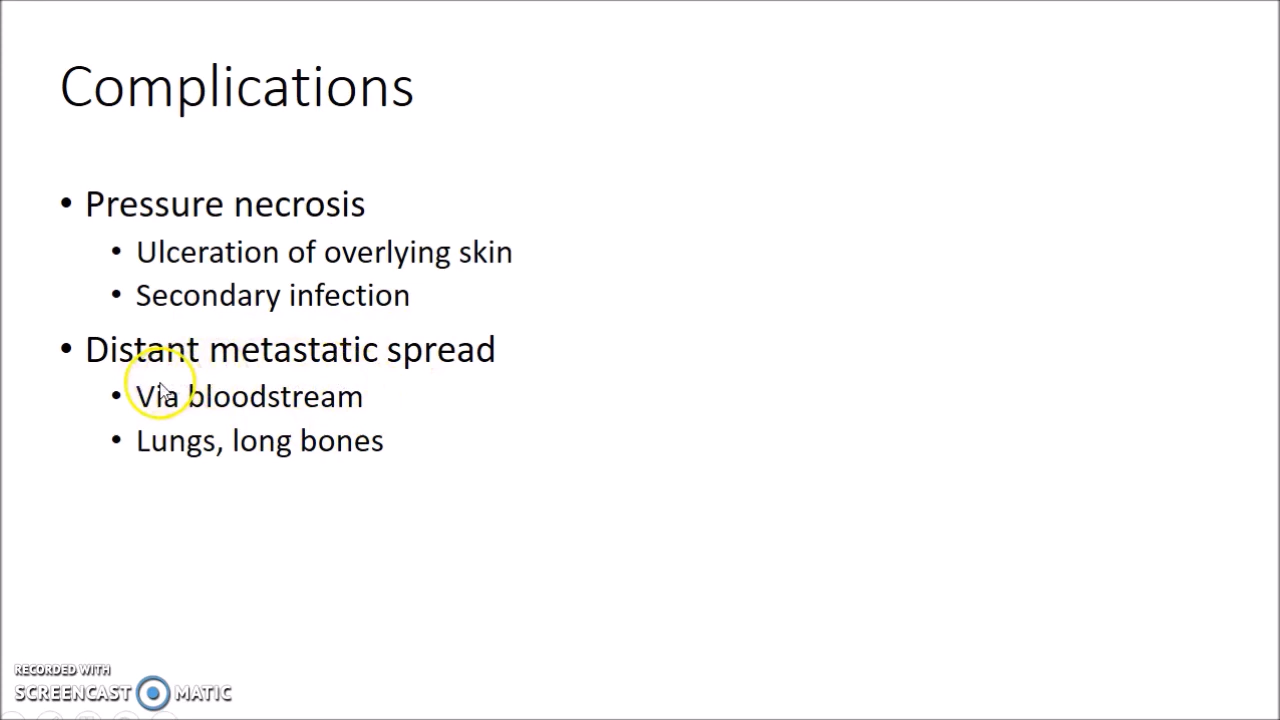 Complications
• Pressure necrosis
• Ulceration of overlying skin
• Secondary infection
• Distant metastatic spread
• Via bloodstream
• Lungs, long bones
RECORDED WITH
SCREENCAST MATIC